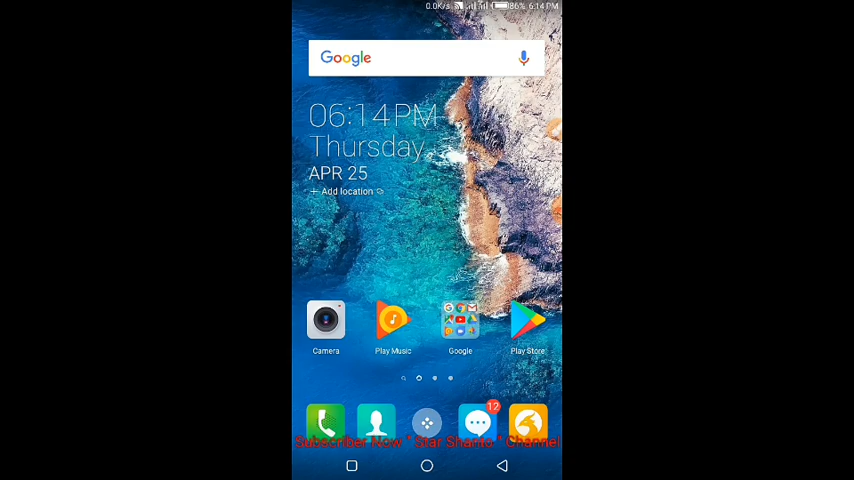 0.0K/s 86% 6:14 PM
Google
06:14PM
Thursday
APR 25
+ Add location
Camera
Play Music
Google
Play Store
12
Subscriber Now " Star Shanto " Channel